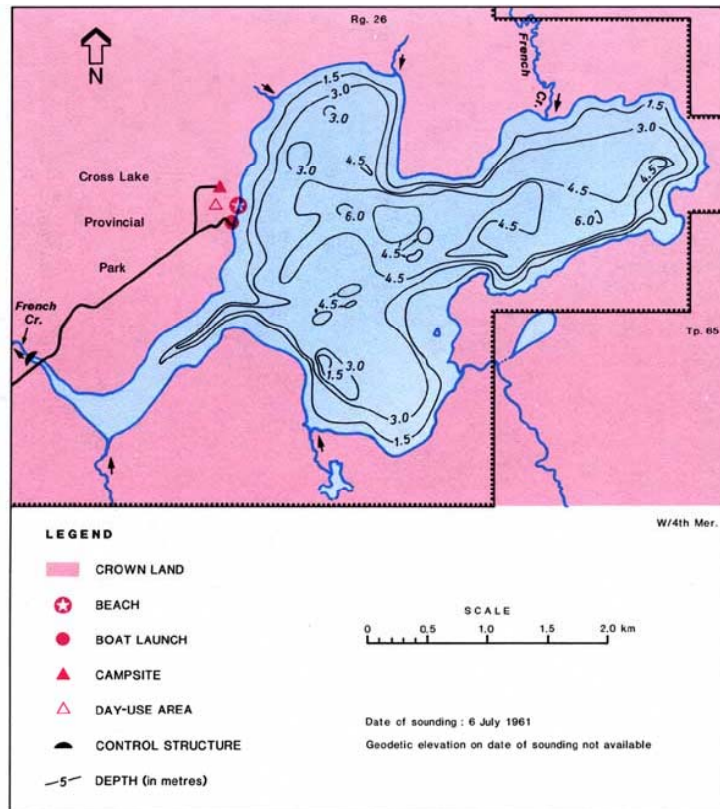 Rg. 26
French
Cr.
N
1.5
3.0
3.0
1.5
3.0
4.5
3.0
4.5
4.5
Cross Lake
Provincial
Park
6.0
4.5
6.0
4.5
4.5
4.5
French
Cr.
Tp. 65
3.0
1.5
3.0
1.5
W/4th Mer.
LEGEND
CROWN LAND
BEACH
BOAT LAUNCH
CAMPSITE
DAY-USE AREA
CONTROL STRUCTURE
5 DEPTH (in metres)
SCALE
0 0.5 1.0 1.5 2.0 km
Date of sounding : 6 July 1961
Geodetic elevation on date of sounding not available